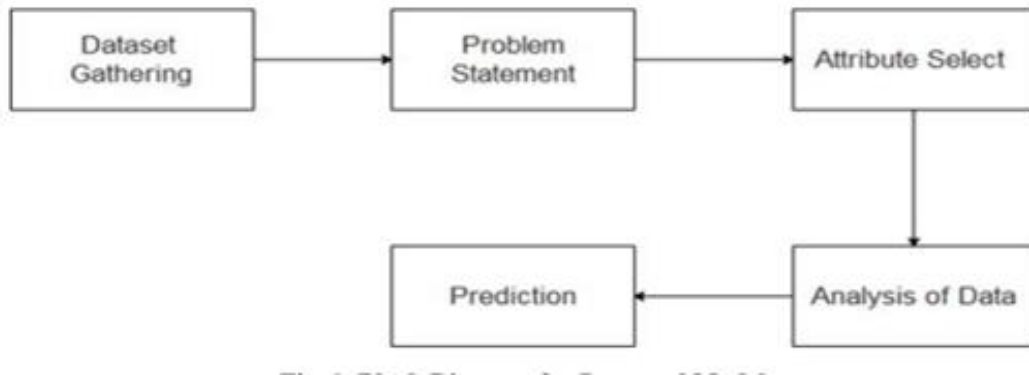 Dataset
Gathering
Problem
Statement
Attribute Select
Analysis of Data
Prediction